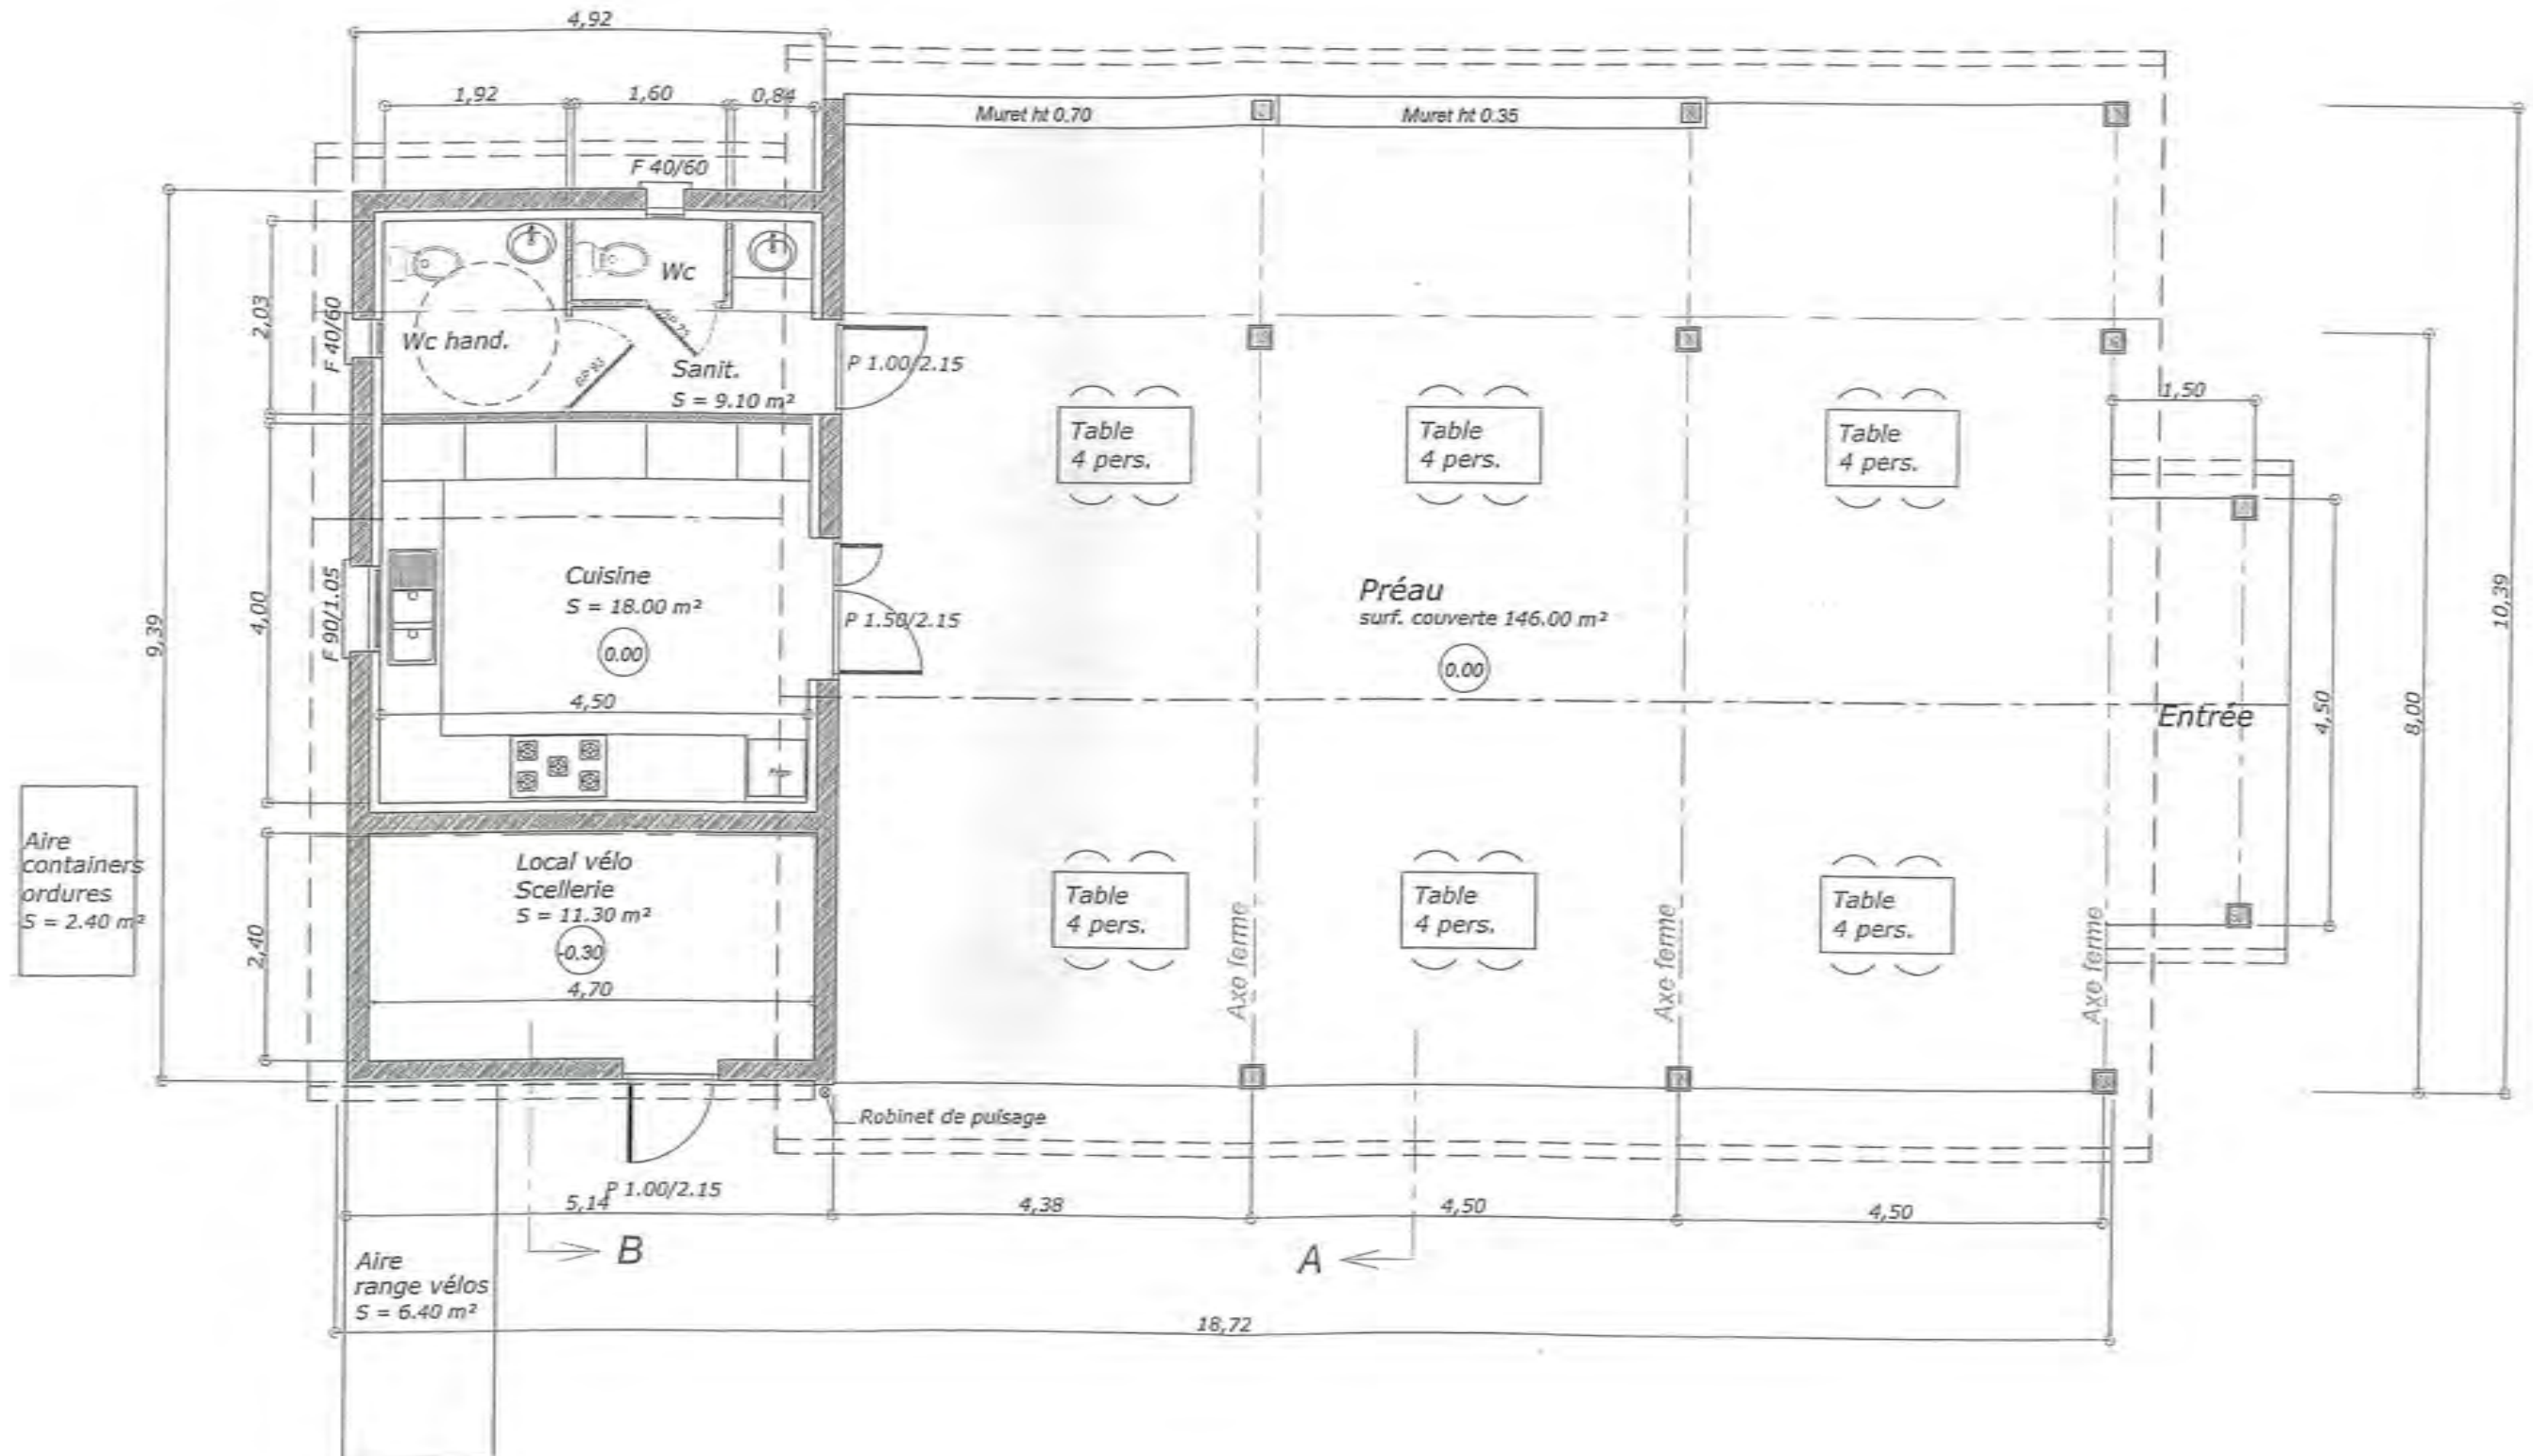 4,92
1,92
1,60
0,84
Muret ht 0.70
Muret ht 0.35
F 40/60
Wc
2,03
F 40/60
Wc hand.
Sanit.
S = 9.10 m²
P 1.00/2.15
1,50
Table
4 pers.
Table
4 pers.
Table
4 pers.
Cuisine
S = 18.00 m²
0.00
4,50
4,00
9,39
F 90/1.05
P 1.50/2.15
Préau
surf. couverte 146.00 m²
0.00
Entrée
4,50
8,00
10,39
Aire
containers
ordures
S = 2.40 m²
Local vélo
Scellerie
S = 11.30 m²
-0.30
4,70
2,40
Table
4 pers.
Table
4 pers.
Table
4 pers.
Axe ferme
Axe ferme
Axe ferme
Robinet de puisage
P 1.00/2.15
5,14
4,38
4,50
4,50
B
A
Aire
range vélos
S = 6.40 m²
18,72